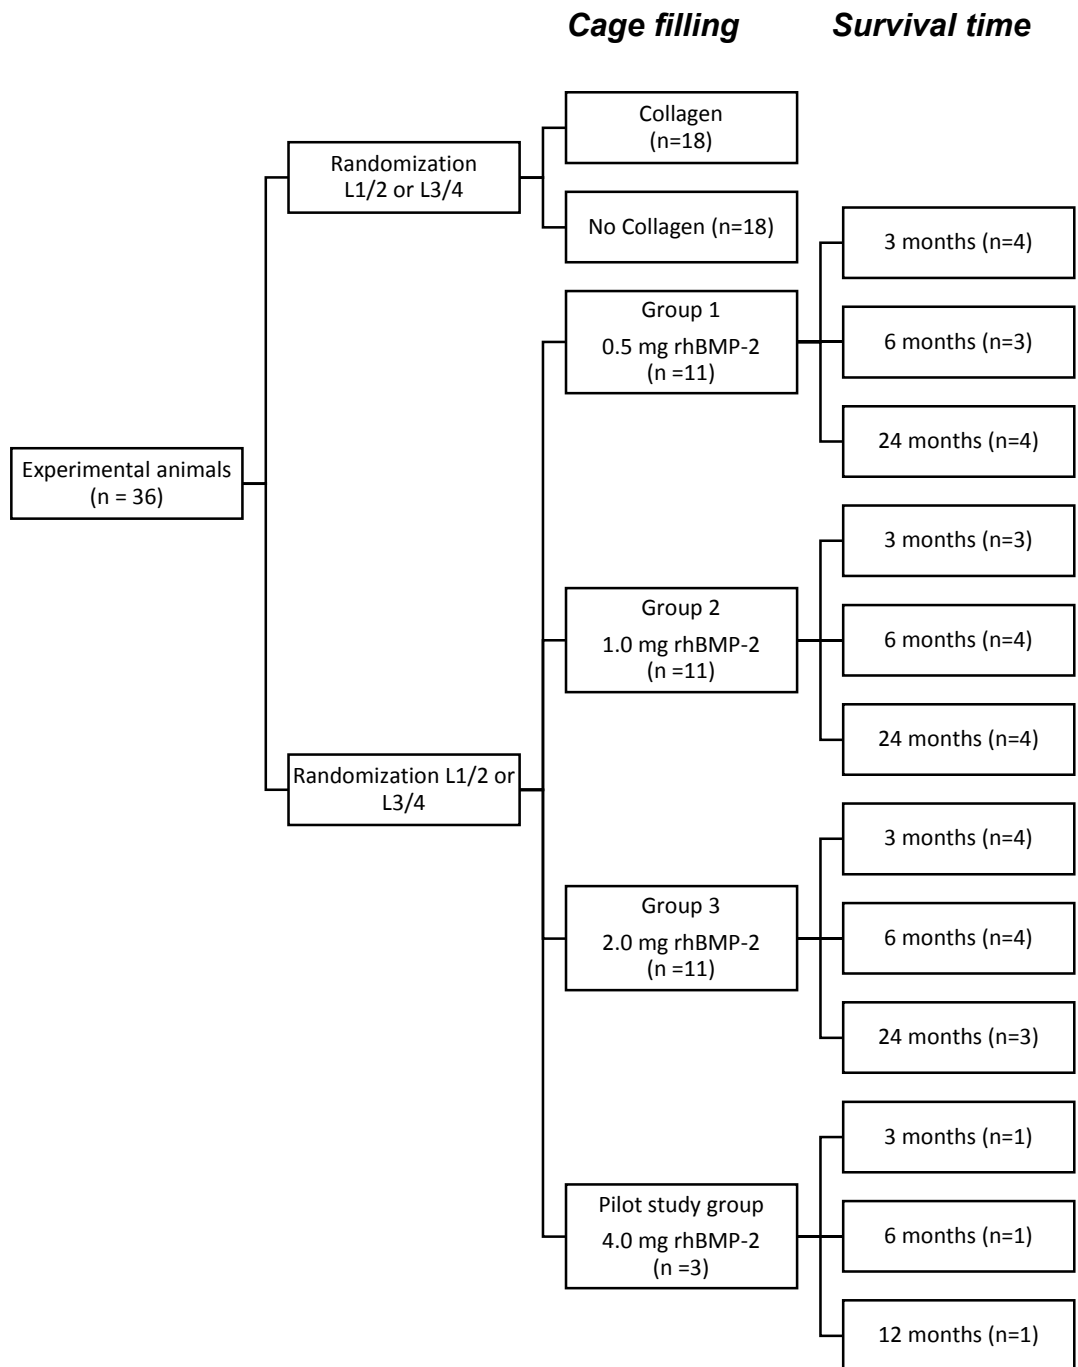 Cage filling
Survival time
Collagen
(n=18)
Randomization
L1/2 or L3/4
No Collagen (n=18)
3 months (n=4)
Group 1
0.5 mg rhBMP-2
(n =11)
6 months (n=3)
24 months (n=4)
Experimental animals
(n = 36)
3 months (n=3)
Group 2
1.0 mg rhBMP-2
(n =11)
6 months (n=4)
24 months (n=4)
Randomization L1/2 or
L3/4
3 months (n=4)
Group 3
2.0 mg rhBMP-2
(n =11)
6 months (n=4)
24 months (n=3)
3 months (n=1)
Pilot study group
4.0 mg rhBMP-2
(n =3)
6 months (n=1)
12 months (n=1)